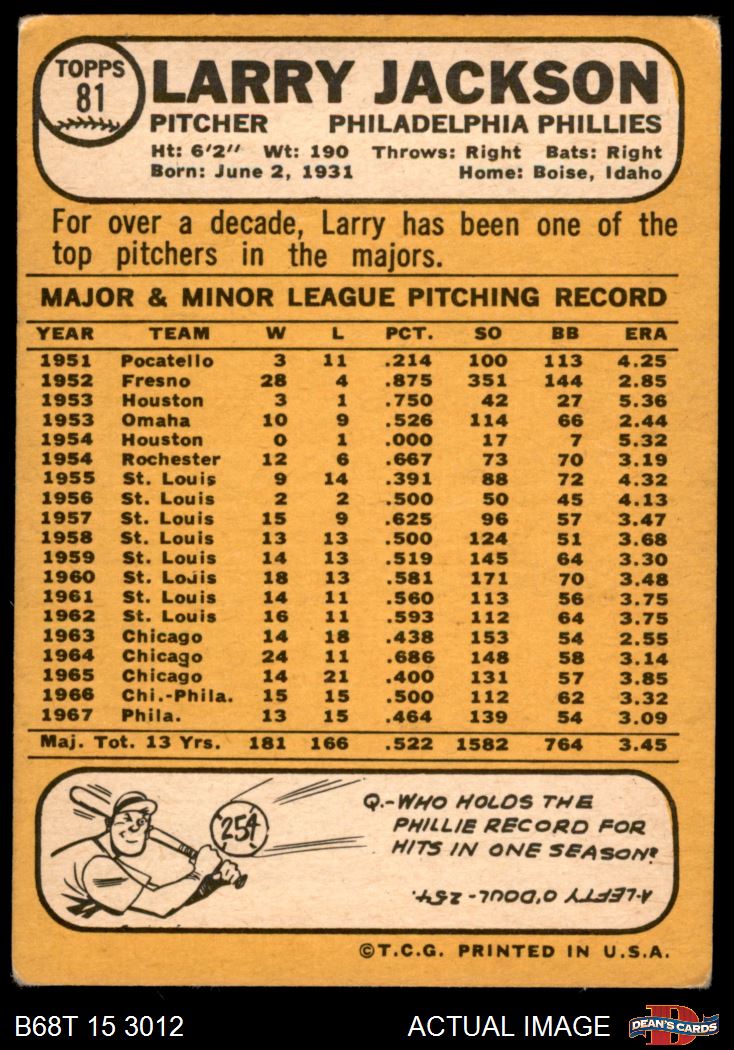 TOPPS
81
LARRY JACKSON
PITCHER PHILADELPHIA PHILLIES
Ht: 6'2" Wt: 190 Throws: Right Bats: Right
Born: June 2, 1931 Home: Boise, Idaho
For over a decade, Larry has been one of the
top pitchers in the majors.
MAJOR & MINOR LEAGUE PITCHING RECORD
YEAR TEAM W L PCT. SO BB ERA
1951 Pocatello 3 11 .214 100 113 4.25
1952 Fresno 28 4 .875 351 144 2.85
1953 Houston 3 1 .750 42 27 5.36
1953 Omaha 10 9 .526 114 66 2.44
1954 Houston 0 1 .000 17 7 5.32
1954 Rochester 12 6 .667 73 70 3.19
1955 St. Louis 9 14 .391 88 72 4.32
1956 St. Louis 2 2 .500 50 45 4.13
1957 St. Louis 15 9 .625 96 57 3.47
1958 St. Louis 13 13 .500 124 51 3.68
1959 St. Louis 14 13 .519 145 64 3.30
1960 St. Louis 18 13 .581 171 70 3.48
1961 St. Louis 14 11 .560 113 56 3.75
1962 St. Louis 16 11 .593 112 64 3.75
1963 Chicago 14 18 .438 153 54 2.55
1964 Chicago 24 11 .686 148 58 3.14
1965 Chicago 14 21 .400 131 57 3.85
1966 Chi.-Phila. 15 15 .500 112 62 3.32
1967 Phila. 13 15 .464 139 54 3.09
Maj. Tot. 13 Yrs. 181 166 .522 1582 764 3.45
254
Q.-WHO HOLDS THE
PHILLIE RECORD FOR
HITS IN ONE SEASON?
A-LEFTY O'DOUL-254.
©T.C.G. PRINTED IN U.S.A.
B68T 15 3012 ACTUAL IMAGE DEAN'S CARDS